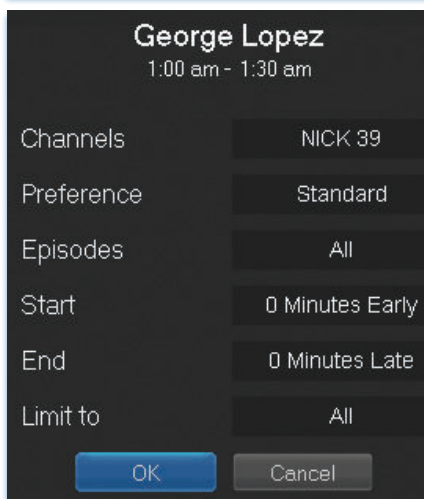 George Lopez
1:00 am - 1:30 am
Channels NICK 39
Preference Standard
Episodes All
Start 0 Minutes Early
End 0 Minutes Late
Limit to All
OK Cancel